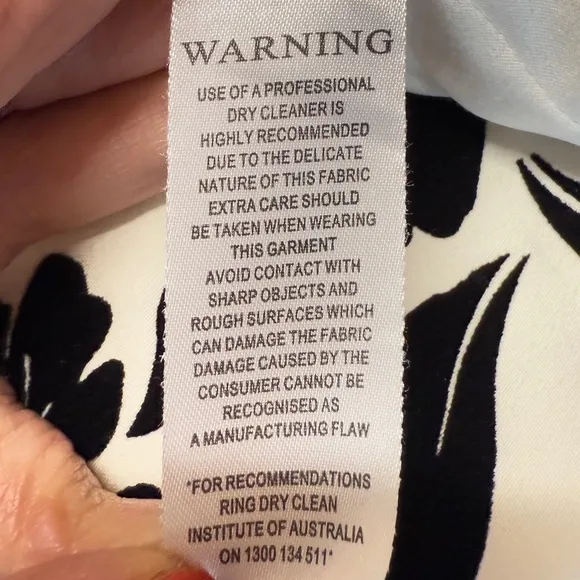 WARNING
USE OF A PROFESSIONAL
DRY CLEANER IS
HIGHLY RECOMMENDED
DUE TO THE DELICATE
NATURE OF THIS FABRIC
EXTRA CARE SHOULD
BE TAKEN WHEN WEARING
THIS GARMENT
AVOID CONTACT WITH
SHARP OBJECTS AND
ROUGH SURFACES WHICH
CAN DAMAGE THE FABRIC
DAMAGE CAUSED BY THE
CONSUMER CANNOT BE
RECOGNISED AS
A MANUFACTURING FLAW
*FOR RECOMMENDATIONS
RING DRY CLEAN
INSTITUTE OF AUSTRALIA
ON 1300 134 511*